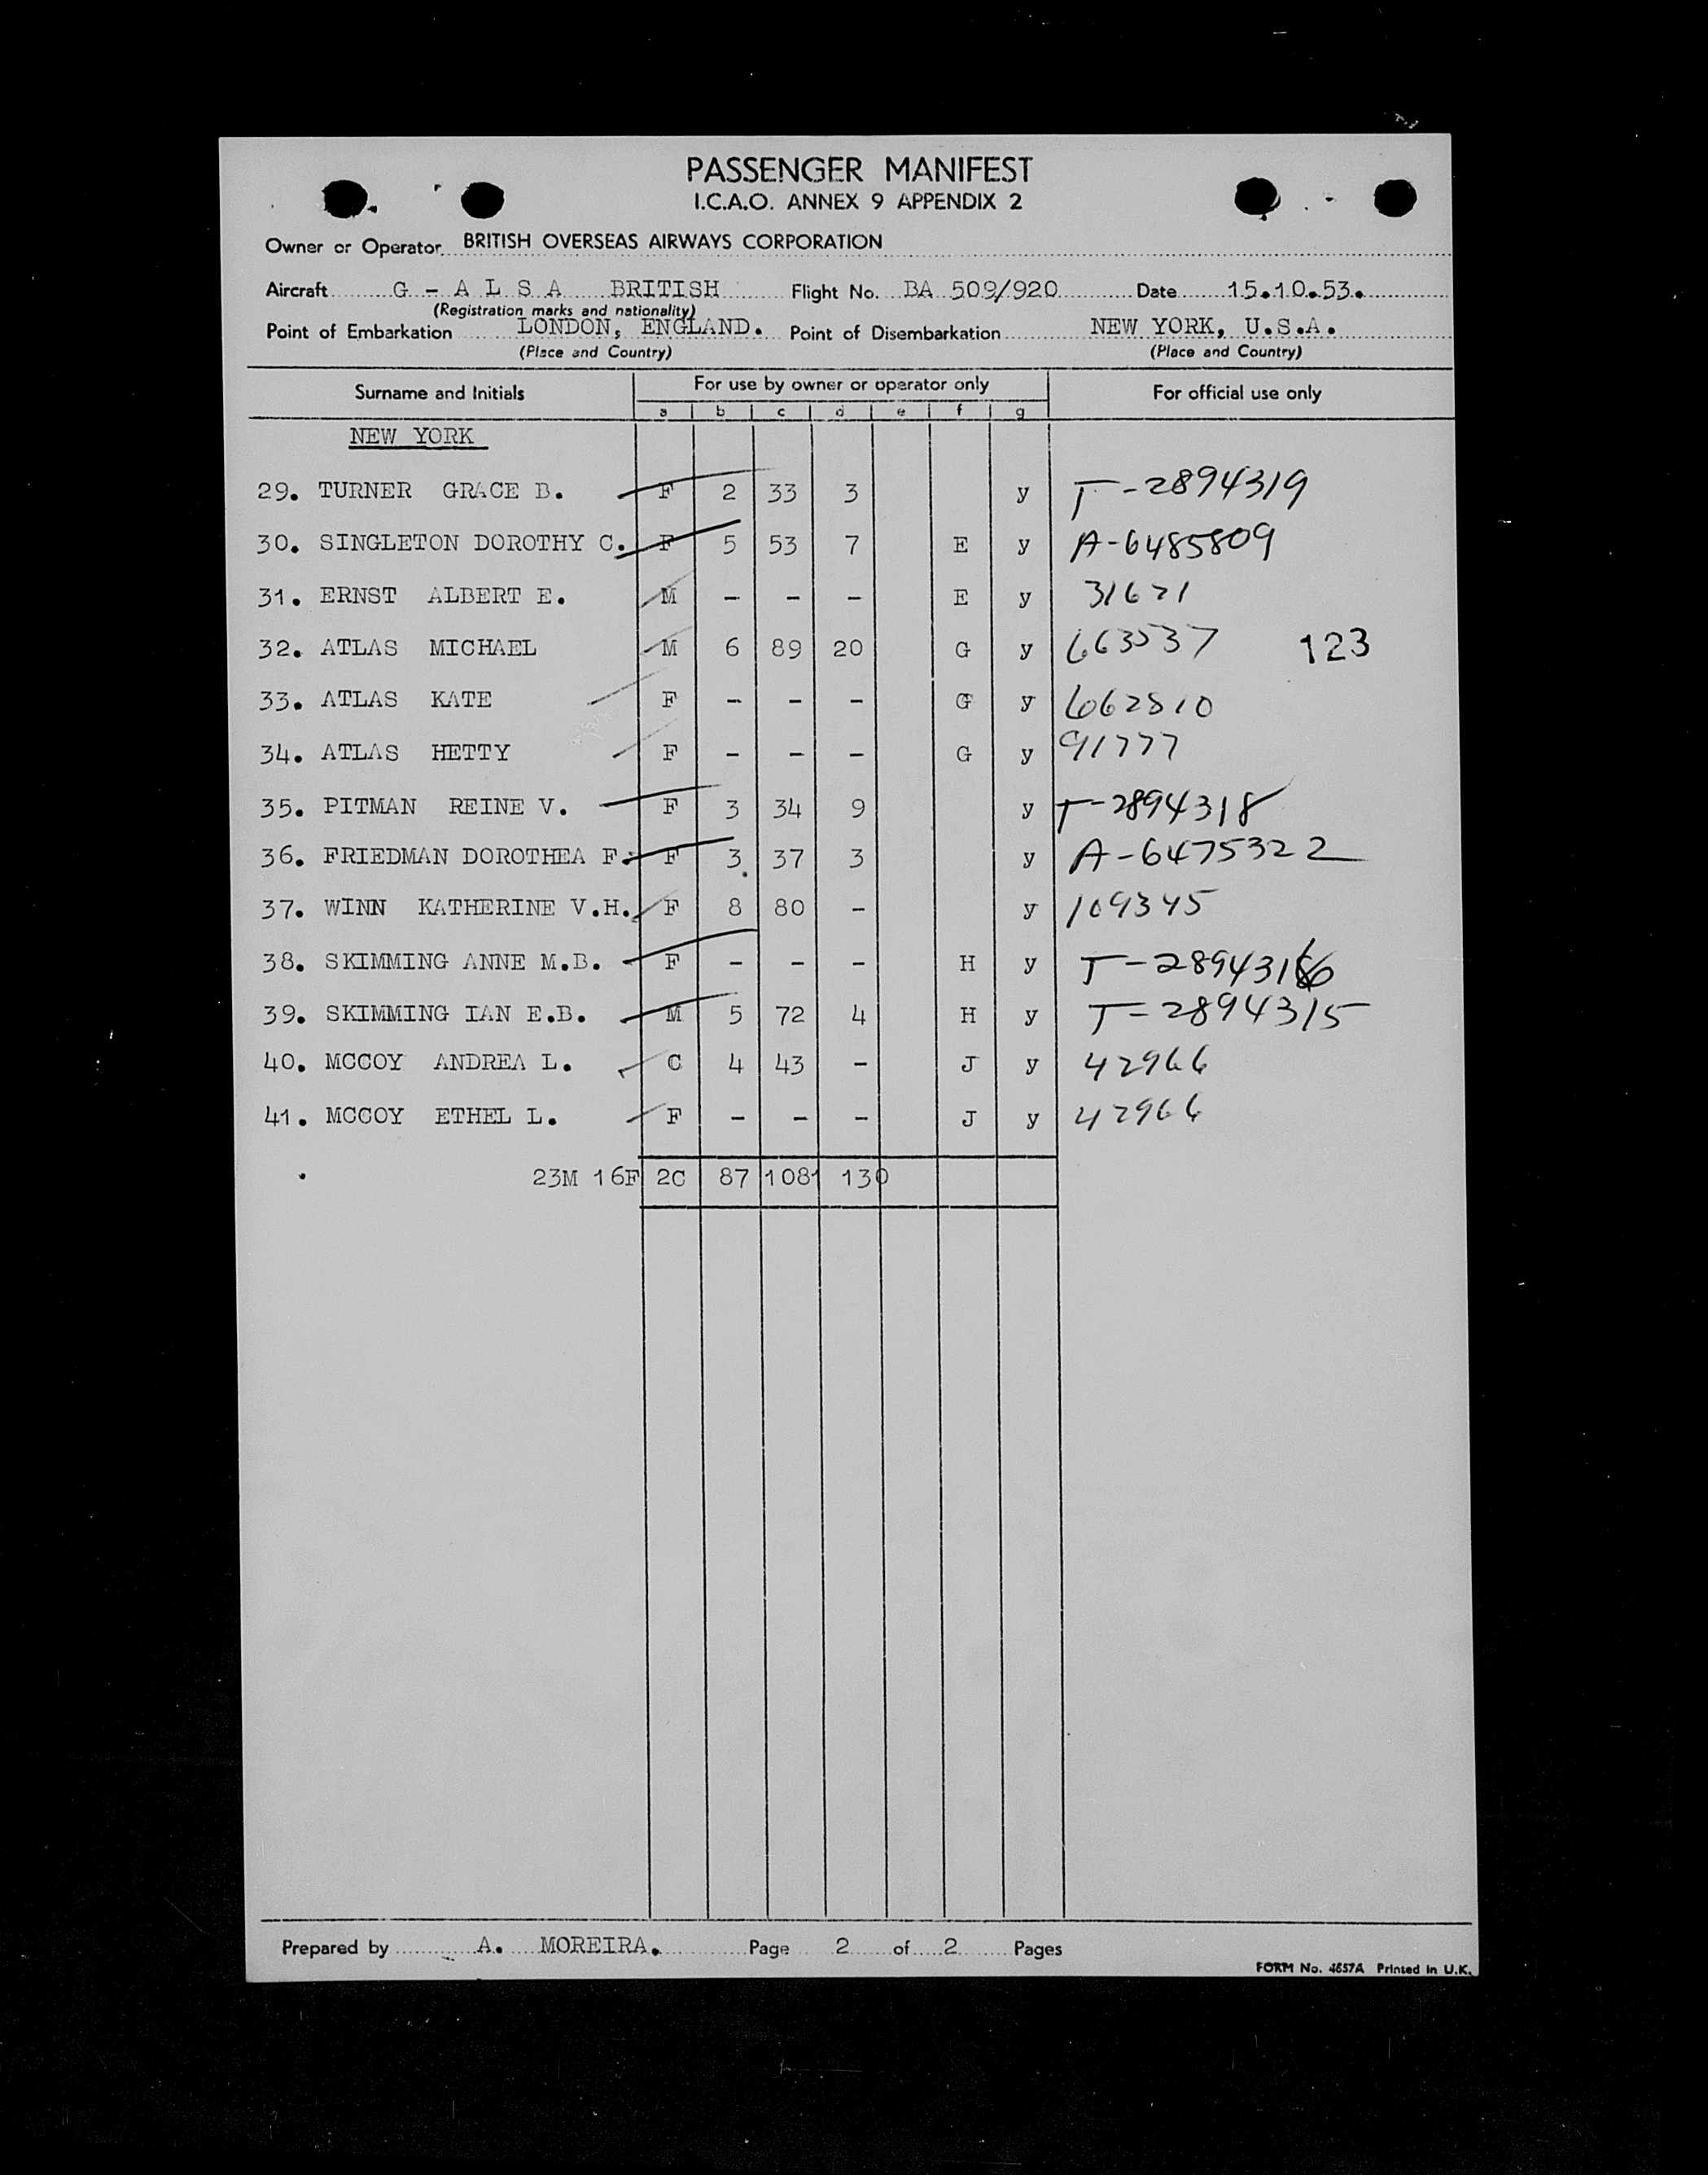 PASSENGER MANIFEST
I.C.A.O. ANNEX 9 APPENDIX 2
Owner or Operator BRITISH OVERSEAS AIRWAYS CORPORATION
Aircraft G - A L S A BRITISH Flight No. BA 509/920 Date 15.10.53.
(Registration marks and nationality)
Point of Embarkation LONDON, ENGLAND. Point of Disembarkation NEW YORK, U.S.A.
(Place and Country) (Place and Country)
Surname and Initials For use by owner or operator only For official use only
a b c d e f g
NEW YORK
29. TURNER GRACE B. F 2 33 3 y T-2894319
30. SINGLETON DOROTHY C. F 5 53 7 E y A-6485809
31. ERNST ALBERT E. M - - - E y 31671
32. ATLAS MICHAEL M 6 89 20 G y 663537 123
33. ATLAS KATE F - - - G y 662810
34. ATLAS HETTY F - - - G y 91777
35. PITMAN REINE V. F 3 34 9 y T-2894318
36. FRIEDMAN DOROTHEA F. F 3 37 3 y A-6475322
37. WINN KATHERINE V.H. F 8 80 - y 109345
38. SKIMMING ANNE M.B. F - - - H y T-2894316
39. SKIMMING IAN E.B. M 5 72 4 H y T-2894315
40. MCCOY ANDREA L. C 4 43 - J y 42966
41. MCCOY ETHEL L. F - - - J y 42966
23M 16F 2C 87 1081 130
Prepared by A. MOREIRA. Page 2 of 2 Pages
FORM No. 4657A Printed in U.K.